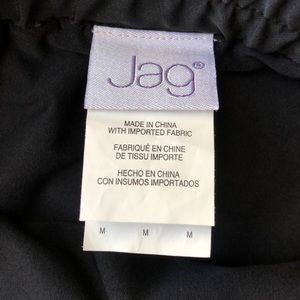 Jag®
MADE IN CHINA
WITH IMPORTED FABRIC
FABRIQUÉ EN CHINE
DE TISSU IMPORTE
HECHO EN CHINA
CON INSUMOS IMPORTADOS
M M M